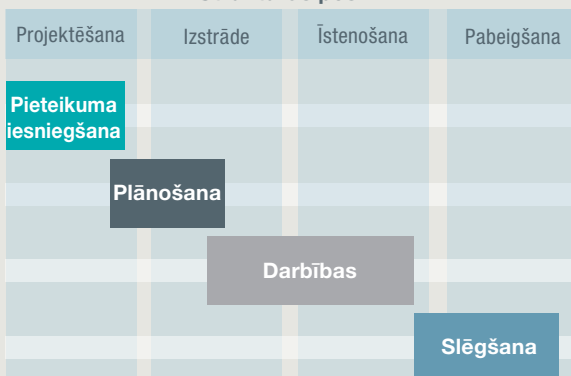 Projektēšana Izstrāde Īstenošana Pabeigšana
Pieteikuma
iesniegšana
Plānošana
Darbības
Slēgšana